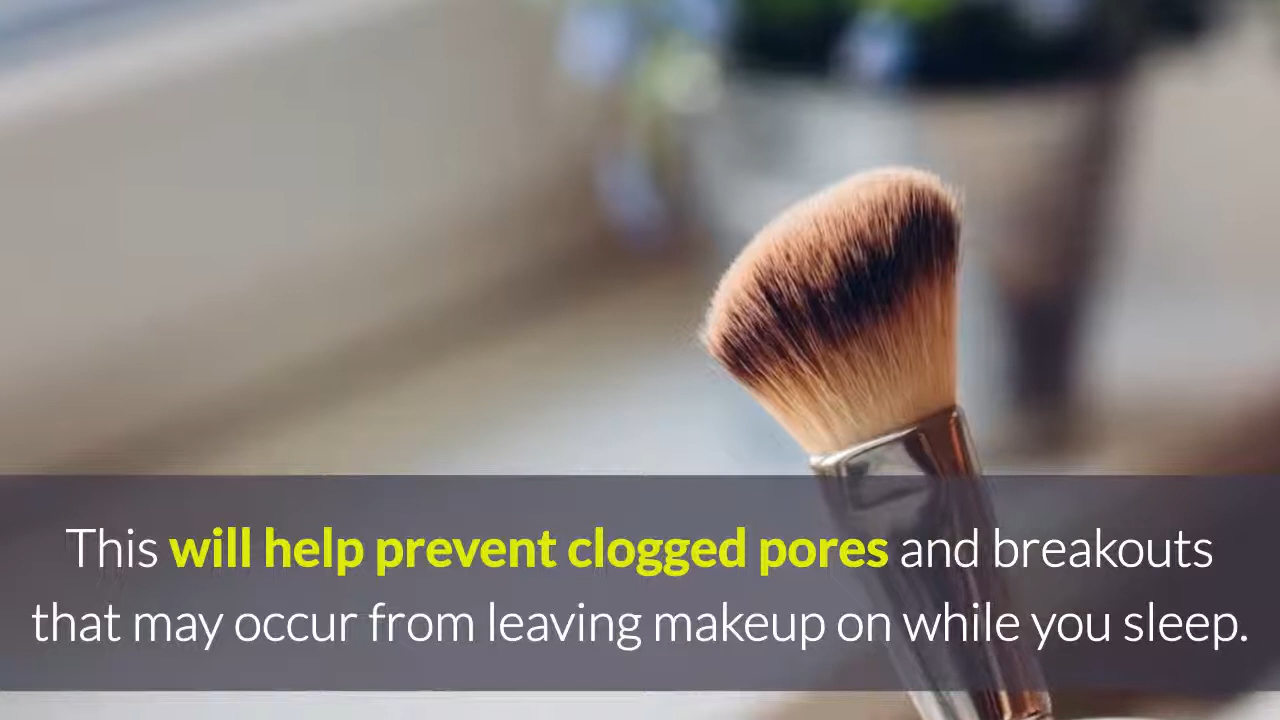 This will help prevent clogged pores and breakouts
that may occur from leaving makeup on while you sleep.